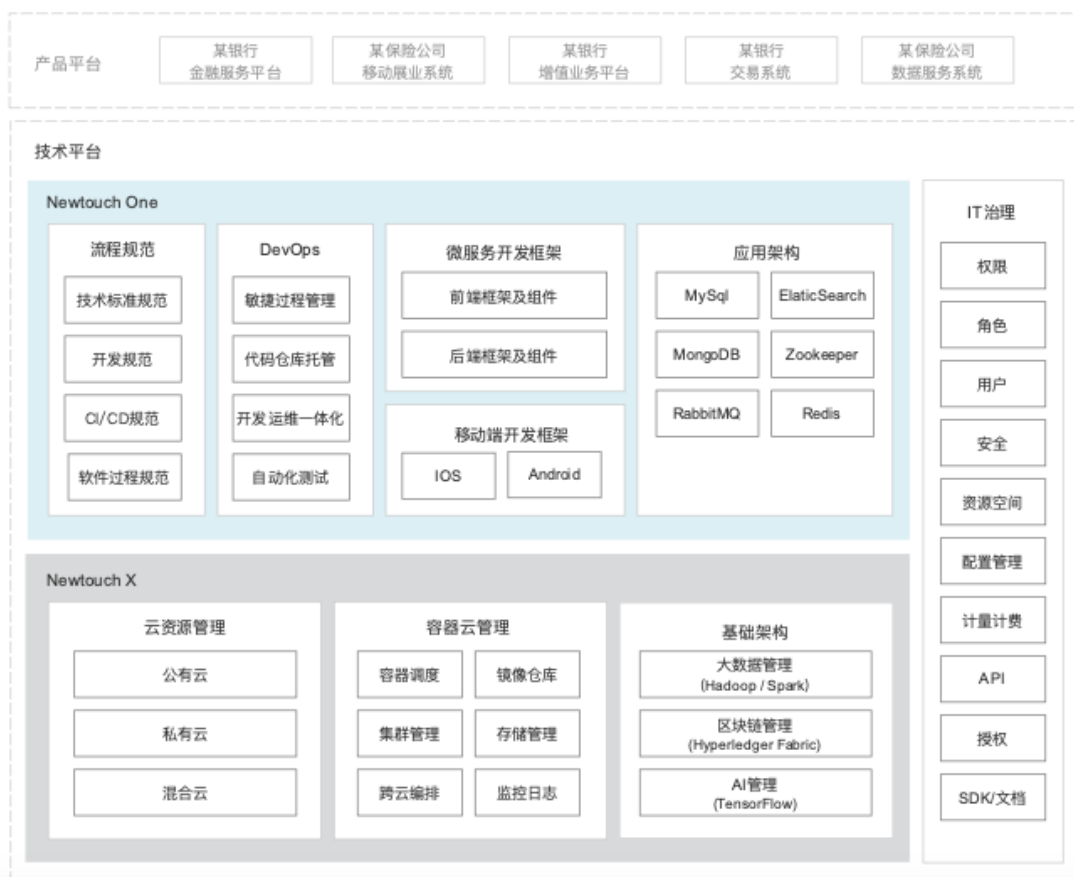 产品平台
某银行
金融服务平台
某保险公司
移动展业系统
某银行
增值业务平台
某银行
交易系统
某保险公司
数据服务系统
技术平台
Newtouch One
流程规范
技术标准规范
开发规范
CI/CD规范
软件过程规范
DevOps
敏捷过程管理
代码仓库托管
开发运维一体化
自动化测试
微服务开发框架
前端框架及组件
后端框架及组件
移动端开发框架
IOS
Android
应用架构
MySql
ElaticSearch
MongoDB
Zookeeper
RabbitMQ
Redis
Newtouch X
云资源管理
公有云
私有云
混合云
容器云管理
容器调度
镜像仓库
集群管理
存储管理
跨云编排
监控日志
基础架构
大数据管理
(Hadoop / Spark)
区块链管理
(Hyperledger Fabric)
AI管理
(TensorFlow)
IT治理
权限
角色
用户
安全
资源空间
配置管理
计量计费
API
授权
SDK/文档